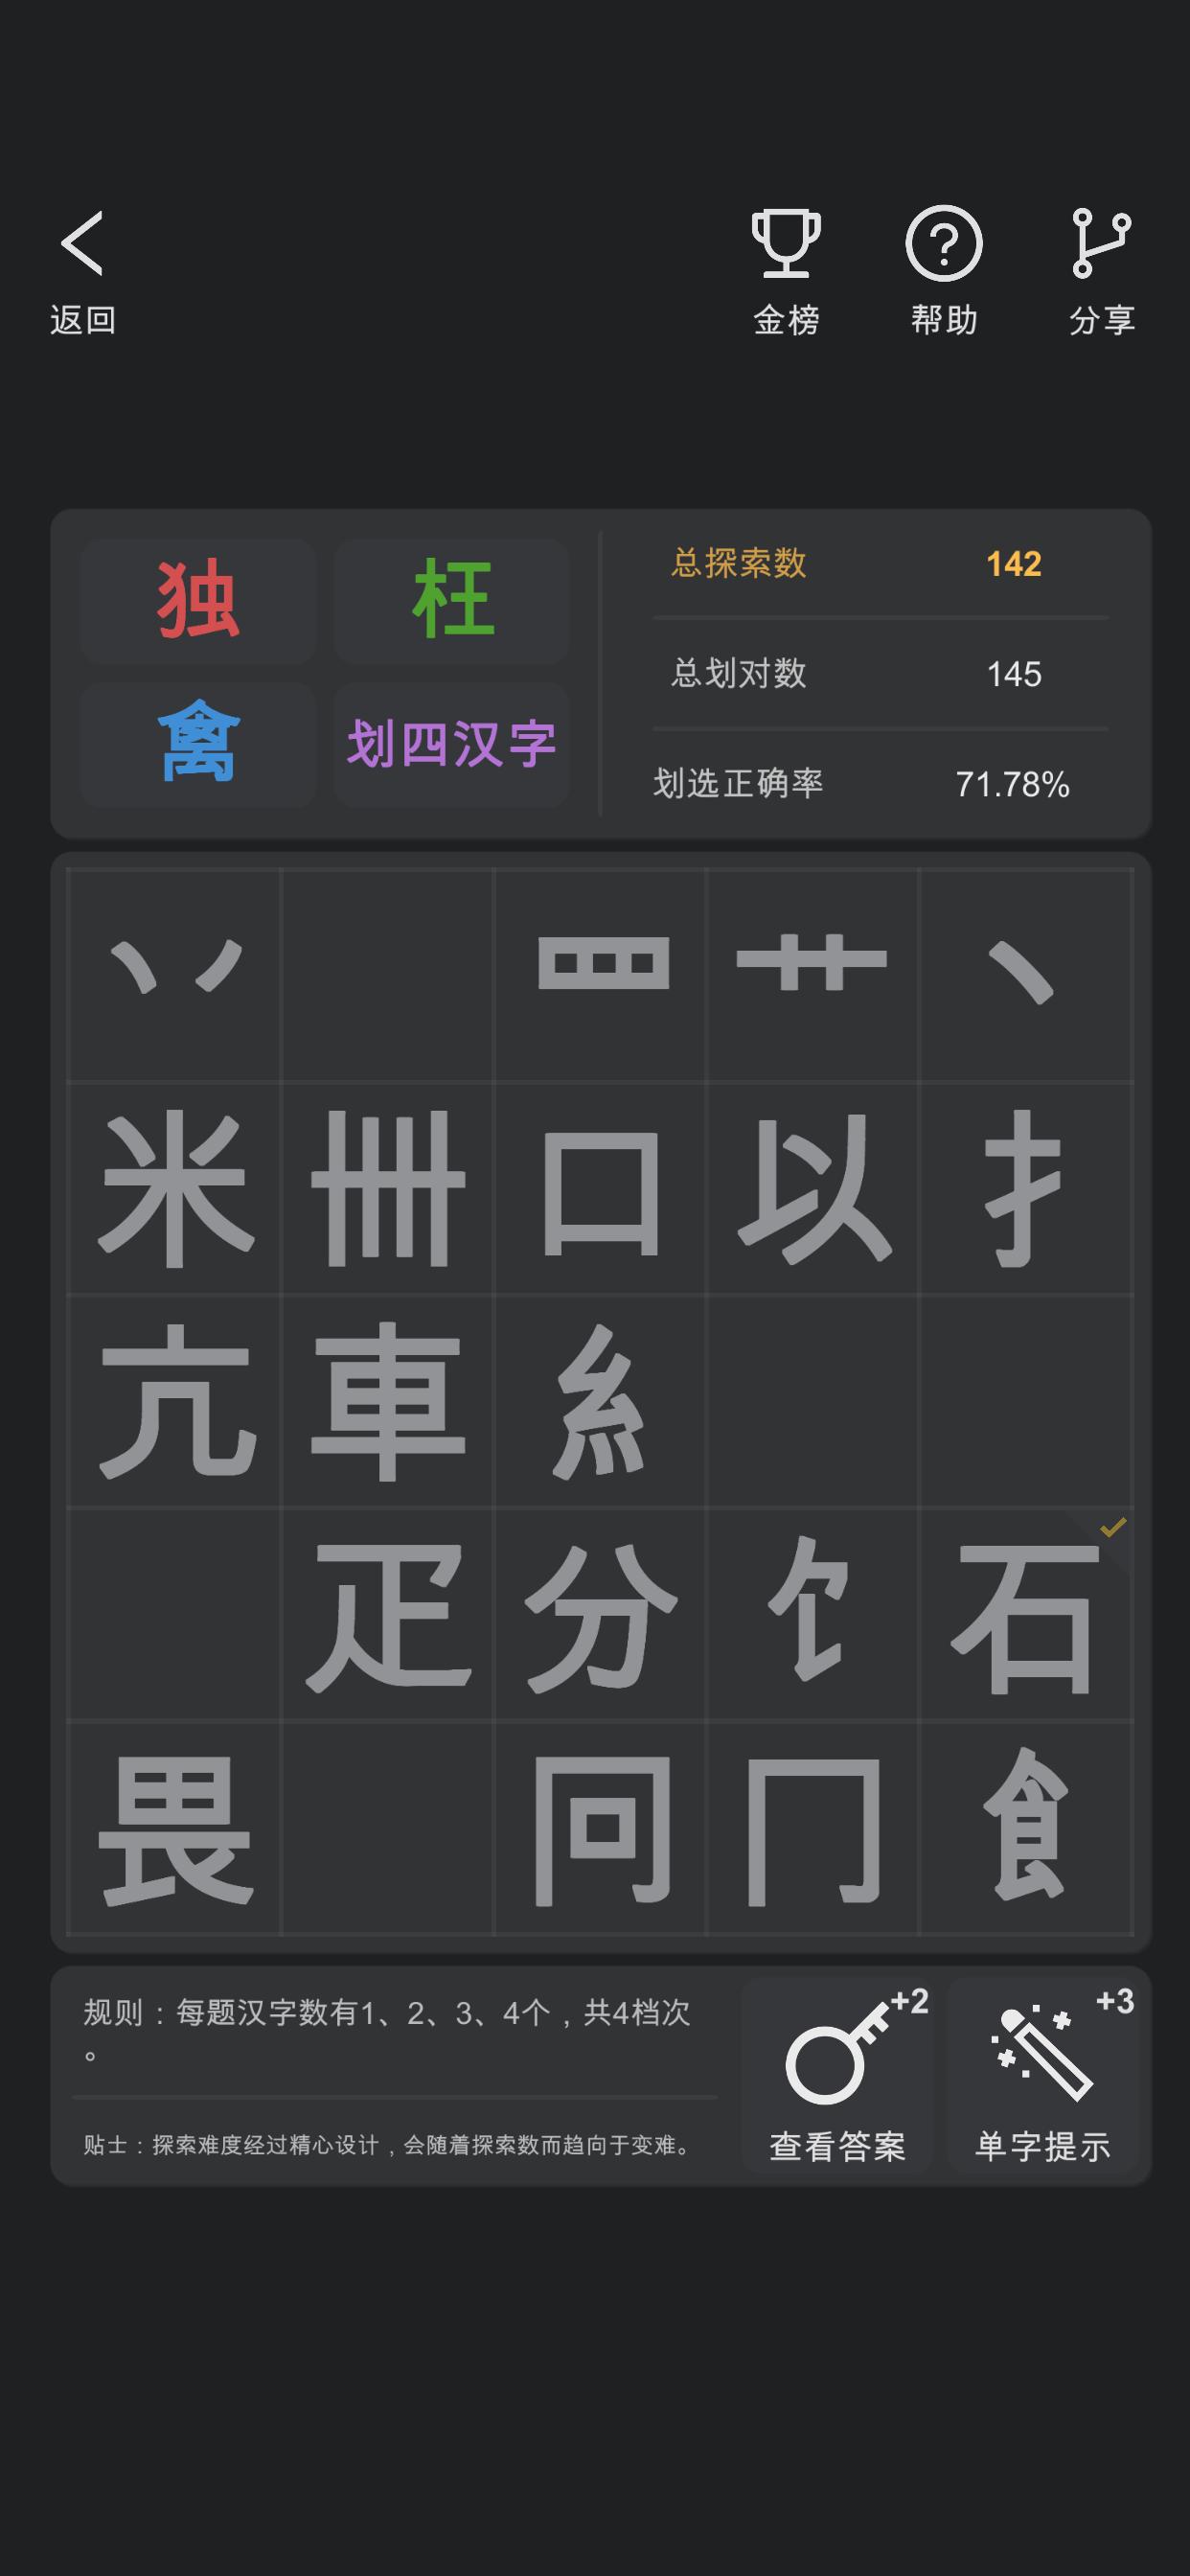 返回
金榜
帮助
分享
独
枉
禽
划四汉字
总探索数 142
总划对数 145
划选正确率 71.78%
丷 罒 艹 丶
米 卌 口 以 扌
亢 車 糹
疋 分 饣 石
畏 冋 冂 飠
规则：每题汉字数有1、2、3、4个，共4档次
。
贴士：探索难度经过精心设计，会随着探索数而趋向于变难。
+2
查看答案
+3
单字提示